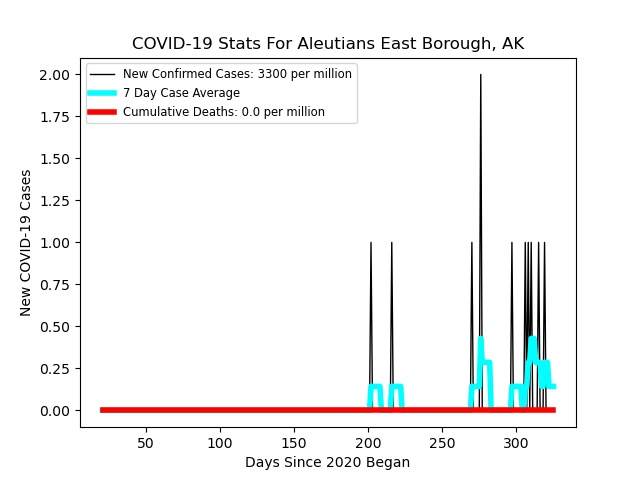 COVID-19 Stats For Aleutians East Borough, AK
New Confirmed Cases: 3300 per million
7 Day Case Average
Cumulative Deaths: 0.0 per million
New COVID-19 Cases
2.00
1.75
1.50
1.25
1.00
0.75
0.50
0.25
0.00
50 100 150 200 250 300
Days Since 2020 Began